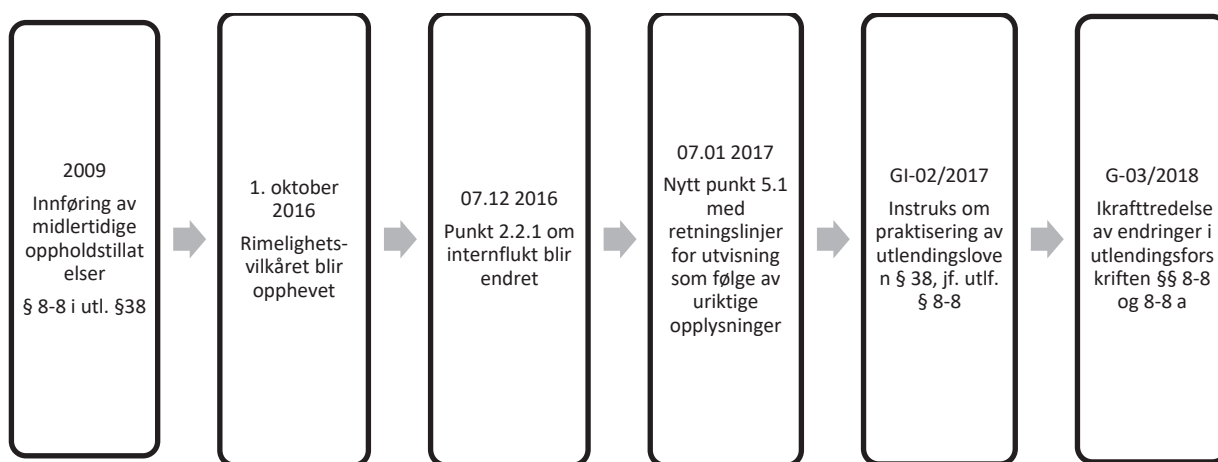 2009
Innføring av
midlertidige
oppholdstillat
elser
§ 8-8 i utl. §38
1. oktober
2016
Rimelighets-
vilkåret blir
opphevet
07.12 2016
Punkt 2.2.1 om
internflukt blir
endret
07.01 2017
Nytt punkt 5.1
med
retningslinjer
for utvisning
som følge av
uriktige
opplysninger
GI-02/2017
Instruks om
praktisering av
utlendingslove
n § 38, jf. utlf.
§ 8-8
G-03/2018
Ikrafttredelse
av endringer i
utlendingsfors
kriften §§ 8-8
og 8-8 a